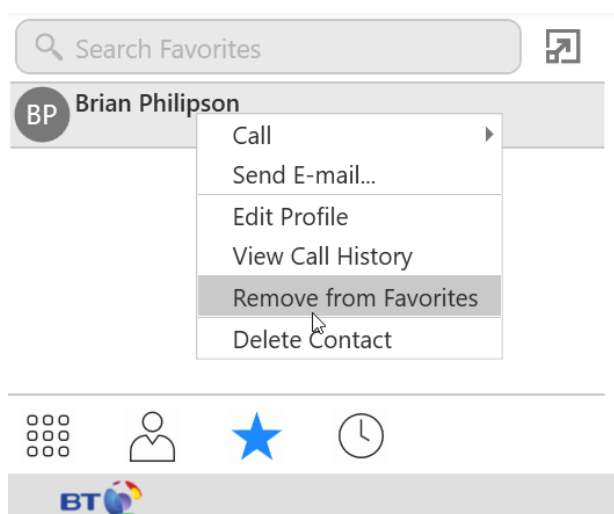 Search Favorites
BP
Brian Philipson
Call
Send E-mail...
Edit Profile
View Call History
Remove from Favorites
Delete Contact
BT